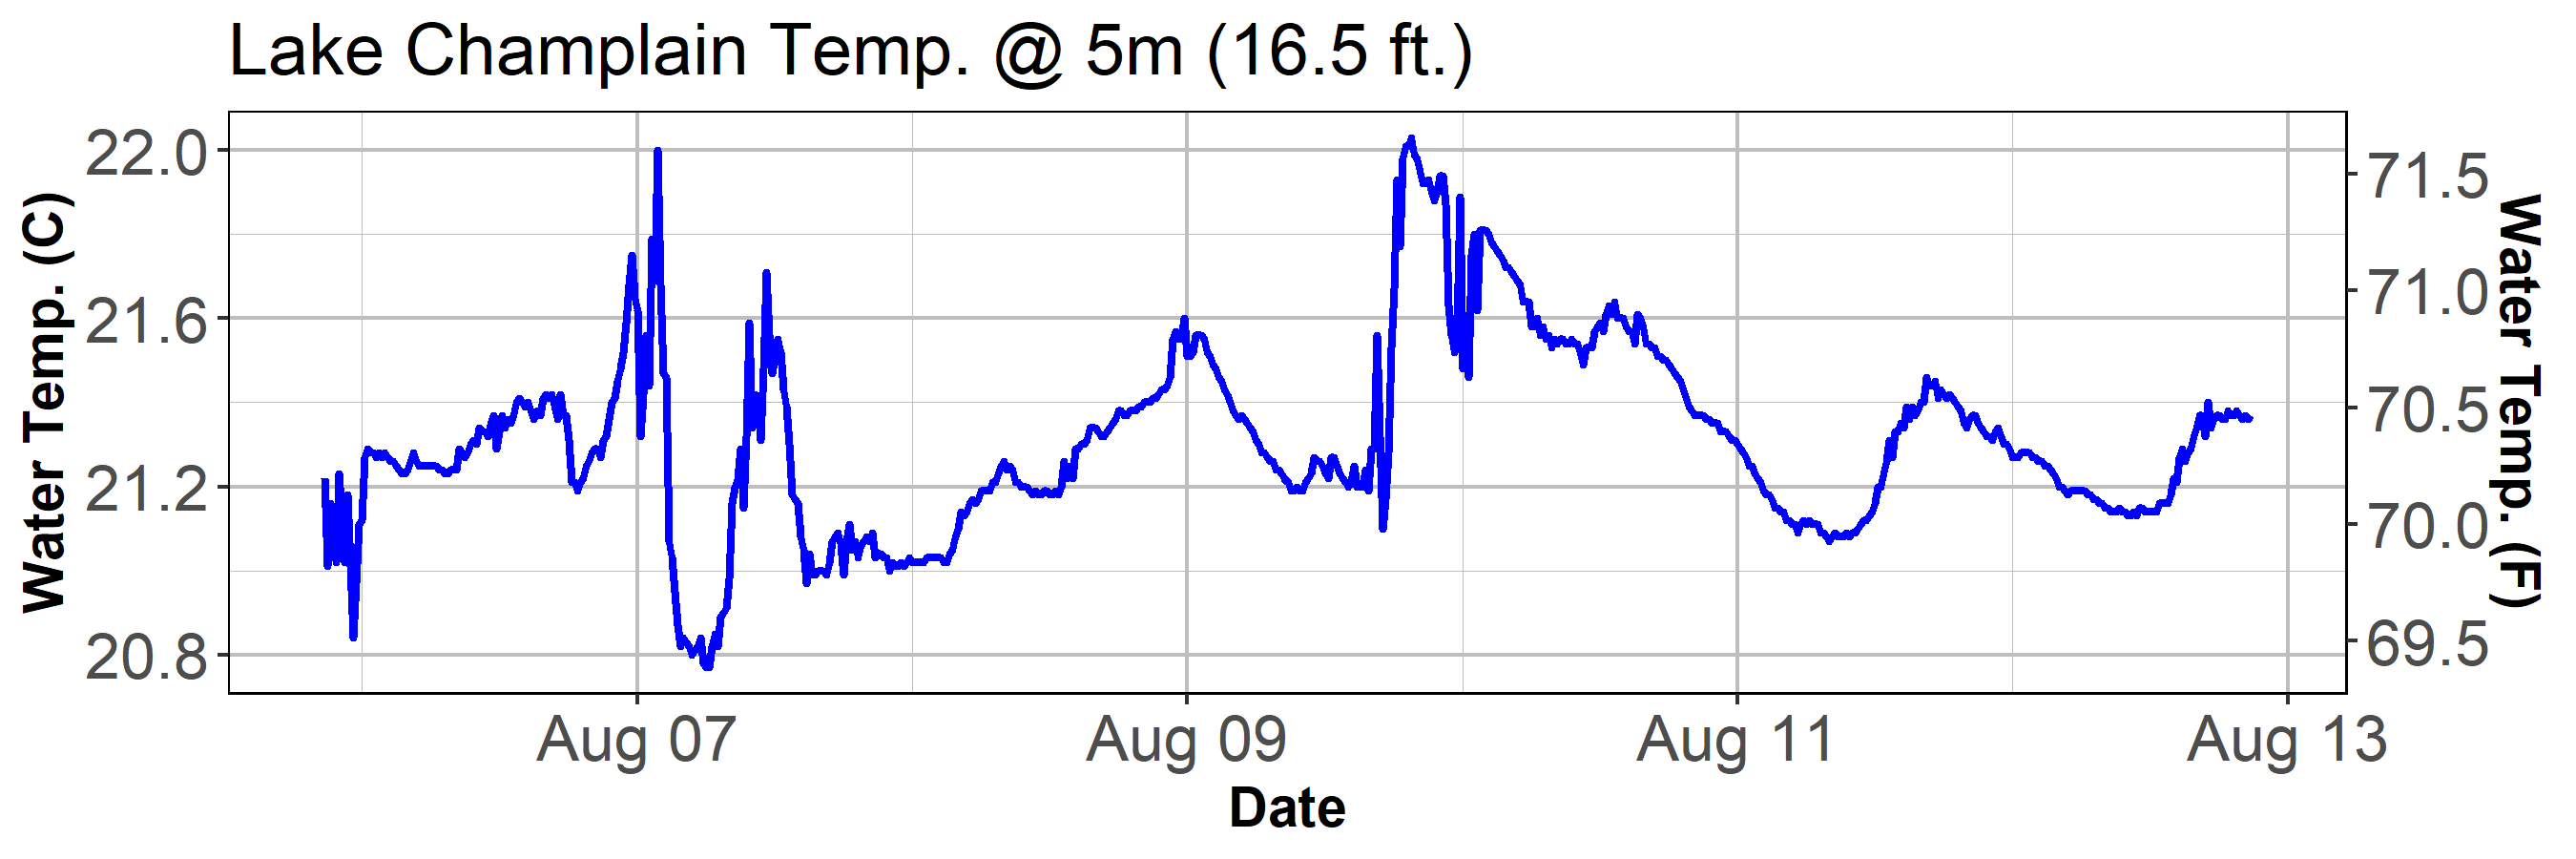 Lake Champlain Temp. @ 5m (16.5 ft.)
Water Temp. (C)
22.0
21.6
21.2
20.8
71.5
71.0
70.5
70.0
69.5
Water Temp. (F)
Aug 07 Aug 09 Aug 11 Aug 13
Date